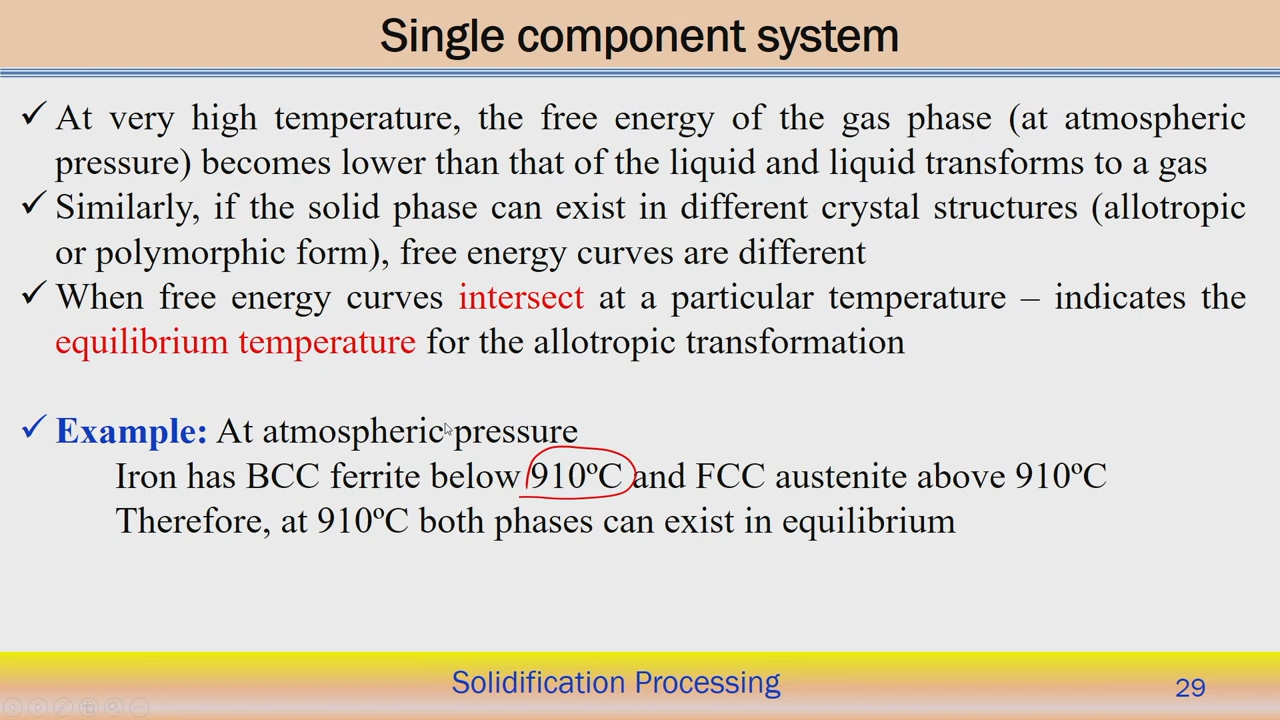 Single component system
✓ At very high temperature, the free energy of the gas phase (at atmospheric
pressure) becomes lower than that of the liquid and liquid transforms to a gas
✓ Similarly, if the solid phase can exist in different crystal structures (allotropic
or polymorphic form), free energy curves are different
✓ When free energy curves intersect at a particular temperature – indicates the
equilibrium temperature for the allotropic transformation
✓ Example: At atmospheric pressure
Iron has BCC ferrite below 910ºC and FCC austenite above 910ºC
Therefore, at 910ºC both phases can exist in equilibrium
Solidification Processing
29